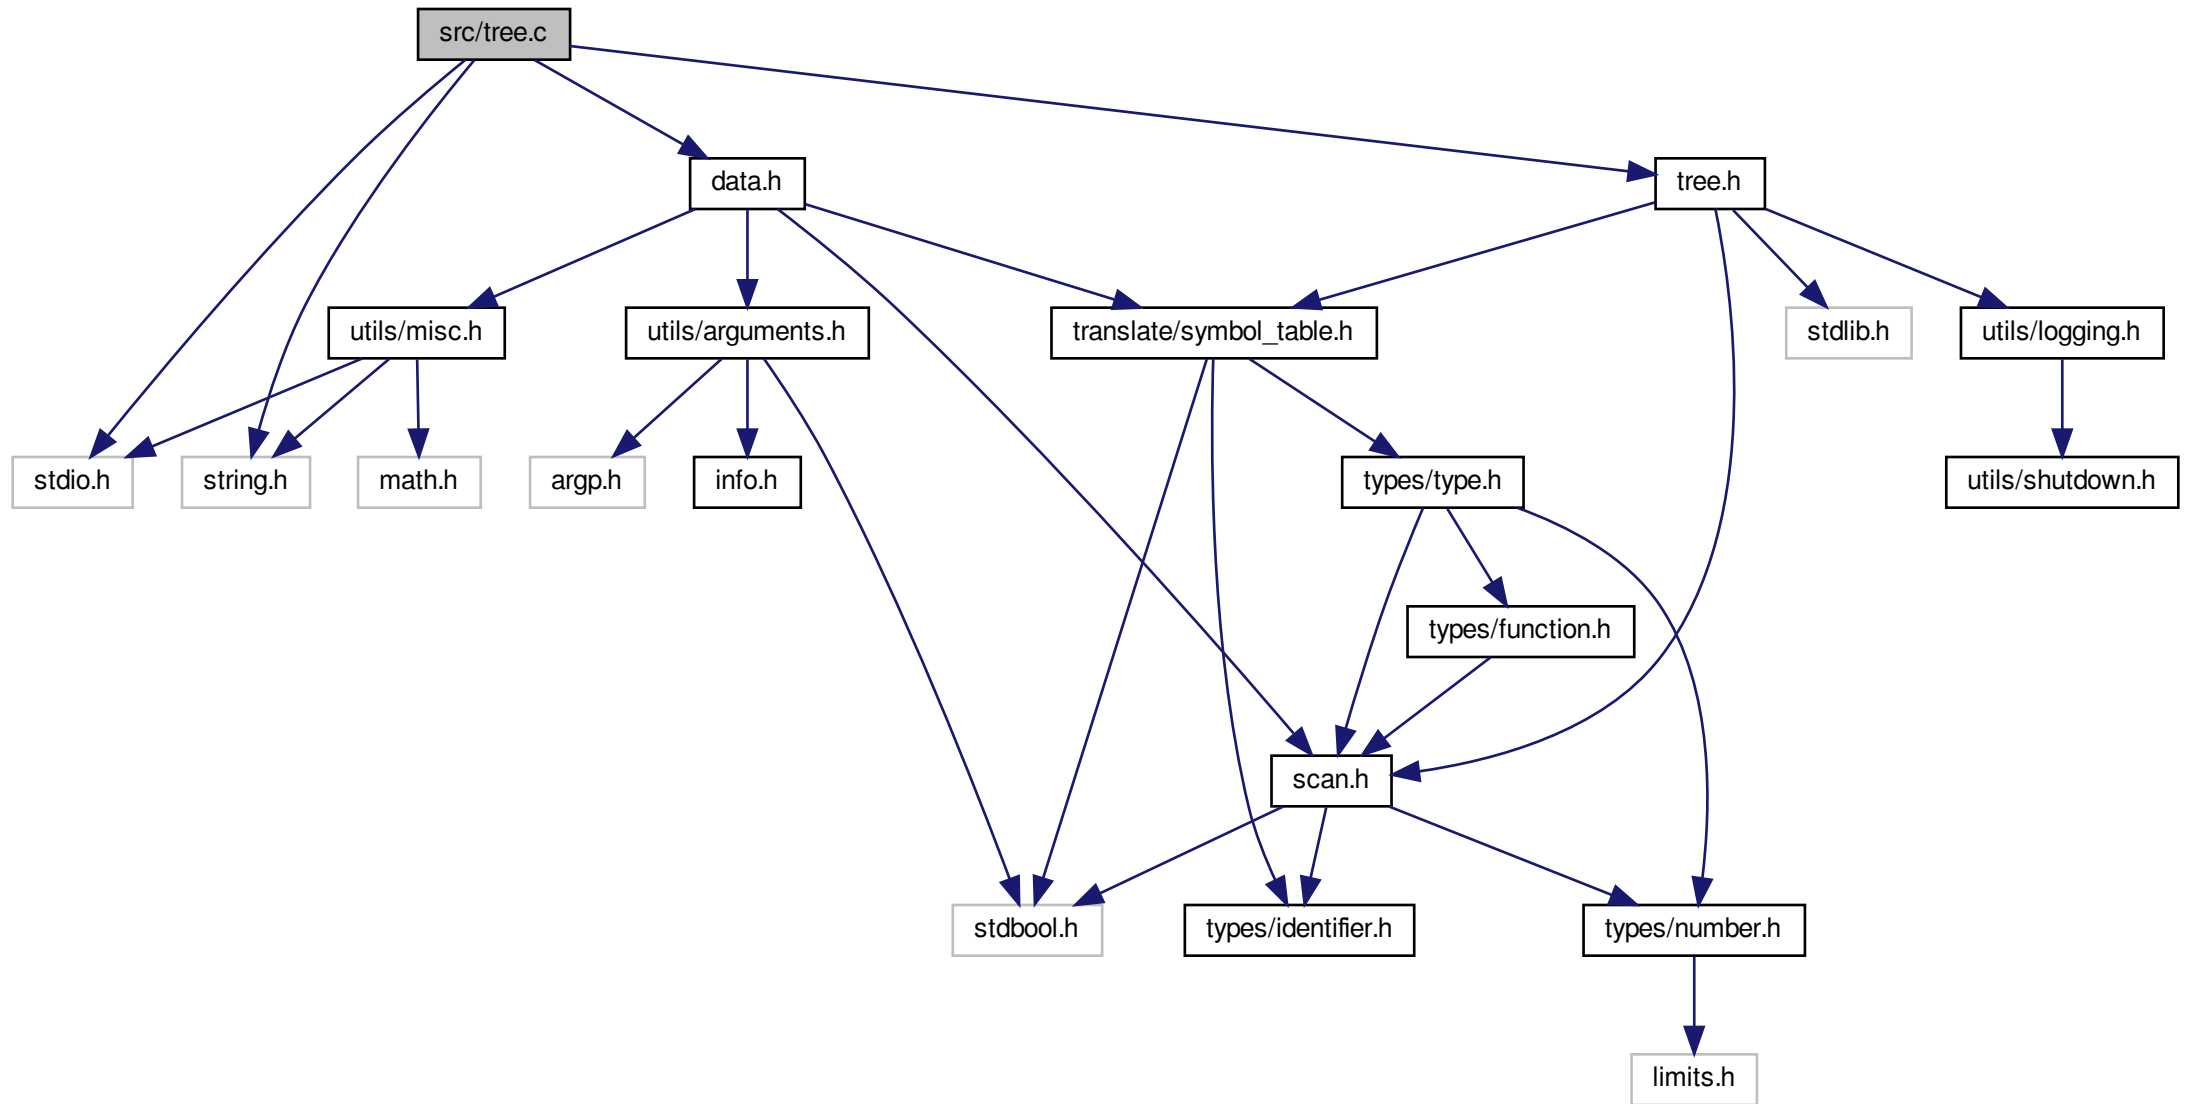 src/tree.c
data.h
tree.h
utils/misc.h
utils/arguments.h
translate/symbol_table.h
stdlib.h
utils/logging.h
stdio.h
string.h
math.h
argp.h
info.h
types/type.h
utils/shutdown.h
types/function.h
scan.h
stdbool.h
types/identifier.h
types/number.h
limits.h